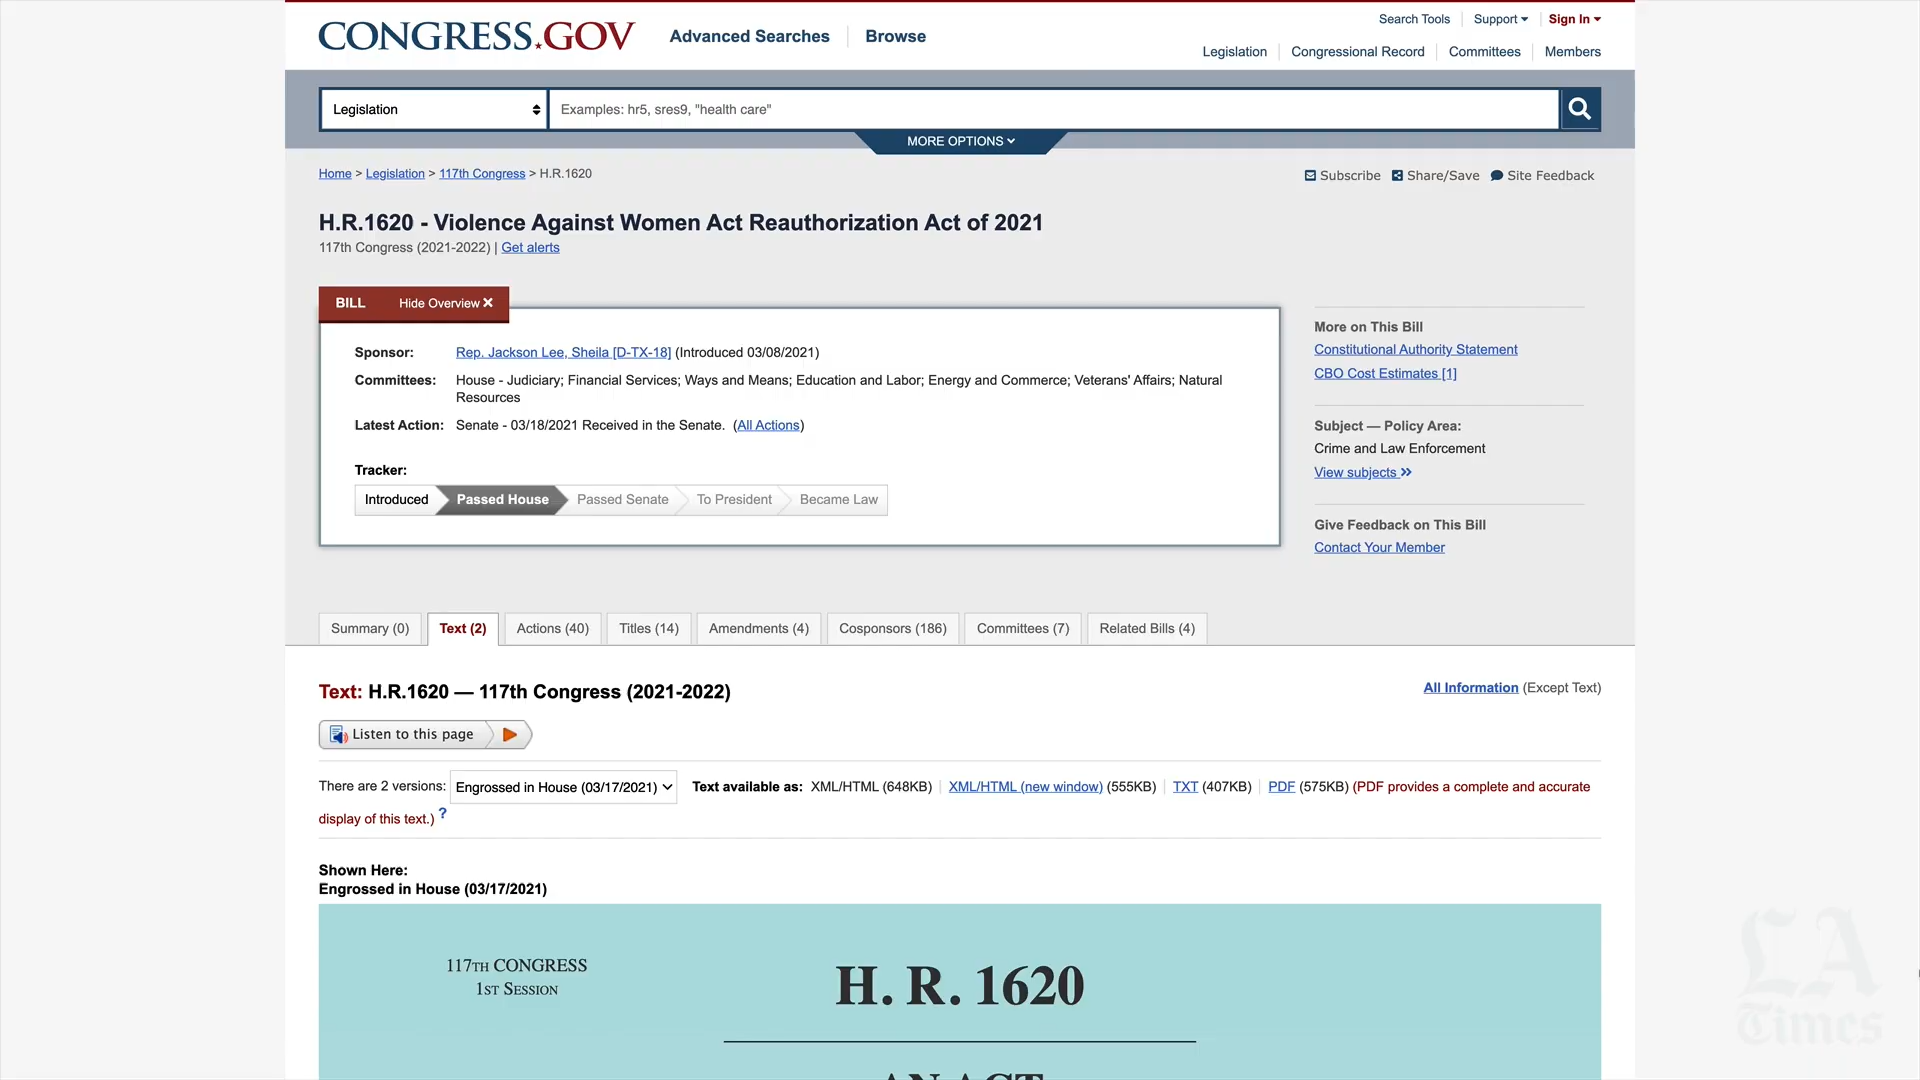 CONGRESS.GOV
Advanced Searches
Browse
Search Tools
Support
Sign In
Legislation
Congressional Record
Committees
Members
Legislation
Examples: hr5, sres9, "health care"
MORE OPTIONS
Home > Legislation > 117th Congress > H.R.1620
Subscribe
Share/Save
Site Feedback
H.R.1620 - Violence Against Women Act Reauthorization Act of 2021
117th Congress (2021-2022) | Get alerts
BILL
Hide Overview
Sponsor: Rep. Jackson Lee, Sheila [D-TX-18] (Introduced 03/08/2021)
Committees: House - Judiciary; Financial Services; Ways and Means; Education and Labor; Energy and Commerce; Veterans' Affairs; Natural
Resources
Latest Action: Senate - 03/18/2021 Received in the Senate. (All Actions)
Tracker:
Introduced
Passed House
Passed Senate
To President
Became Law
More on This Bill
Constitutional Authority Statement
CBO Cost Estimates [1]
Subject — Policy Area:
Crime and Law Enforcement
View subjects
Give Feedback on This Bill
Contact Your Member
Summary (0)
Text (2)
Actions (40)
Titles (14)
Amendments (4)
Cosponsors (186)
Committees (7)
Related Bills (4)
Text: H.R.1620 — 117th Congress (2021-2022)
All Information (Except Text)
Listen to this page
There are 2 versions: Engrossed in House (03/17/2021) Text available as: XML/HTML (648KB) | XML/HTML (new window) (555KB) | TXT (407KB) | PDF (575KB) (PDF provides a complete and accurate
display of this text.) ?
Shown Here:
Engrossed in House (03/17/2021)
117TH CONGRESS
1ST SESSION
H. R. 1620
AN ACT
LA
Times